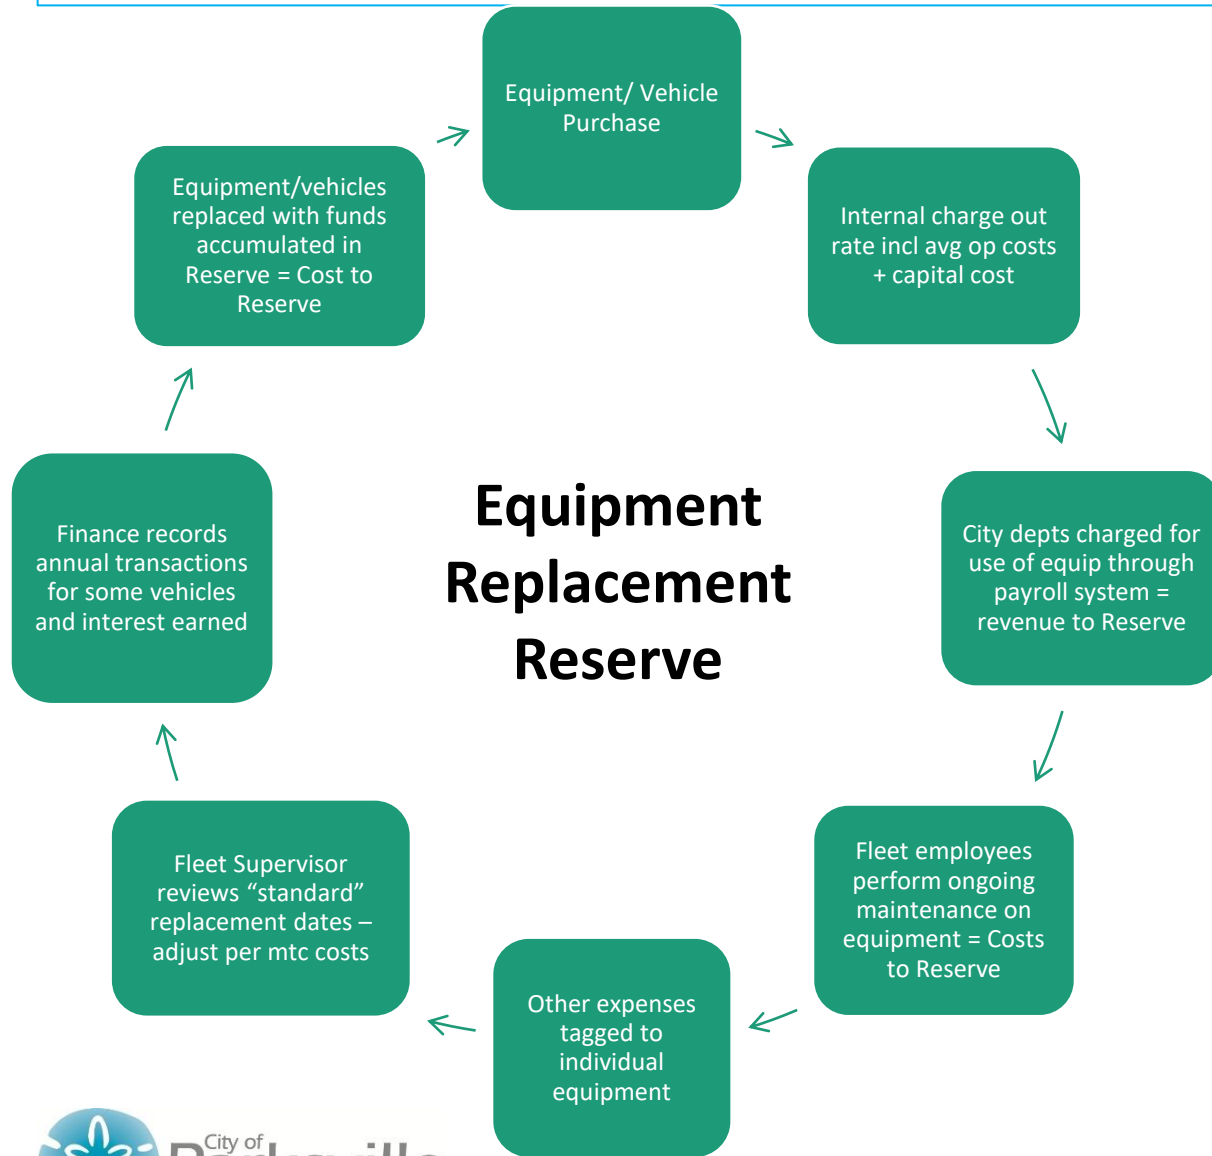 Equipment/ Vehicle
Purchase
Internal charge out
rate incl avg op costs
+ capital cost
City depts charged for
use of equip through
payroll system =
revenue to Reserve
Fleet employees
perform ongoing
maintenance on
equipment = Costs
to Reserve
Other expenses
tagged to
individual
equipment
Fleet Supervisor
reviews “standard”
replacement dates –
adjust per mtc costs
Finance records
annual transactions
for some vehicles
and interest earned
Equipment/vehicles
replaced with funds
accumulated in
Reserve = Cost to
Reserve
Equipment
Replacement
Reserve
City of
Parksville